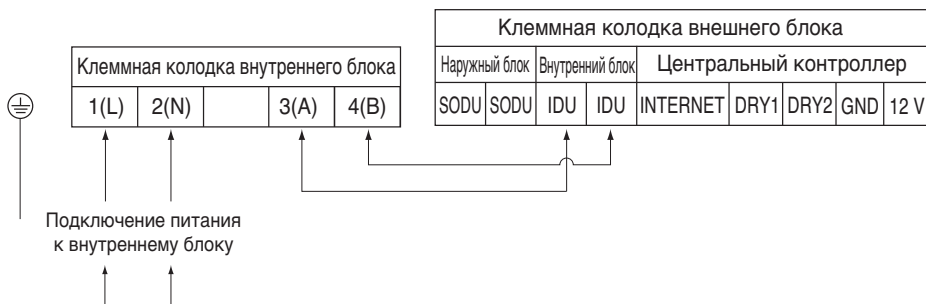 Клеммная колодка внешнего блока
Наружный блок Внутренний блок Центральный контроллер
SODU SODU IDU IDU INTERNET DRY1 DRY2 GND 12 V
Клеммная колодка внутреннего блока
1(L) 2(N) 3(A) 4(B)
Подключение питания
к внутреннему блоку